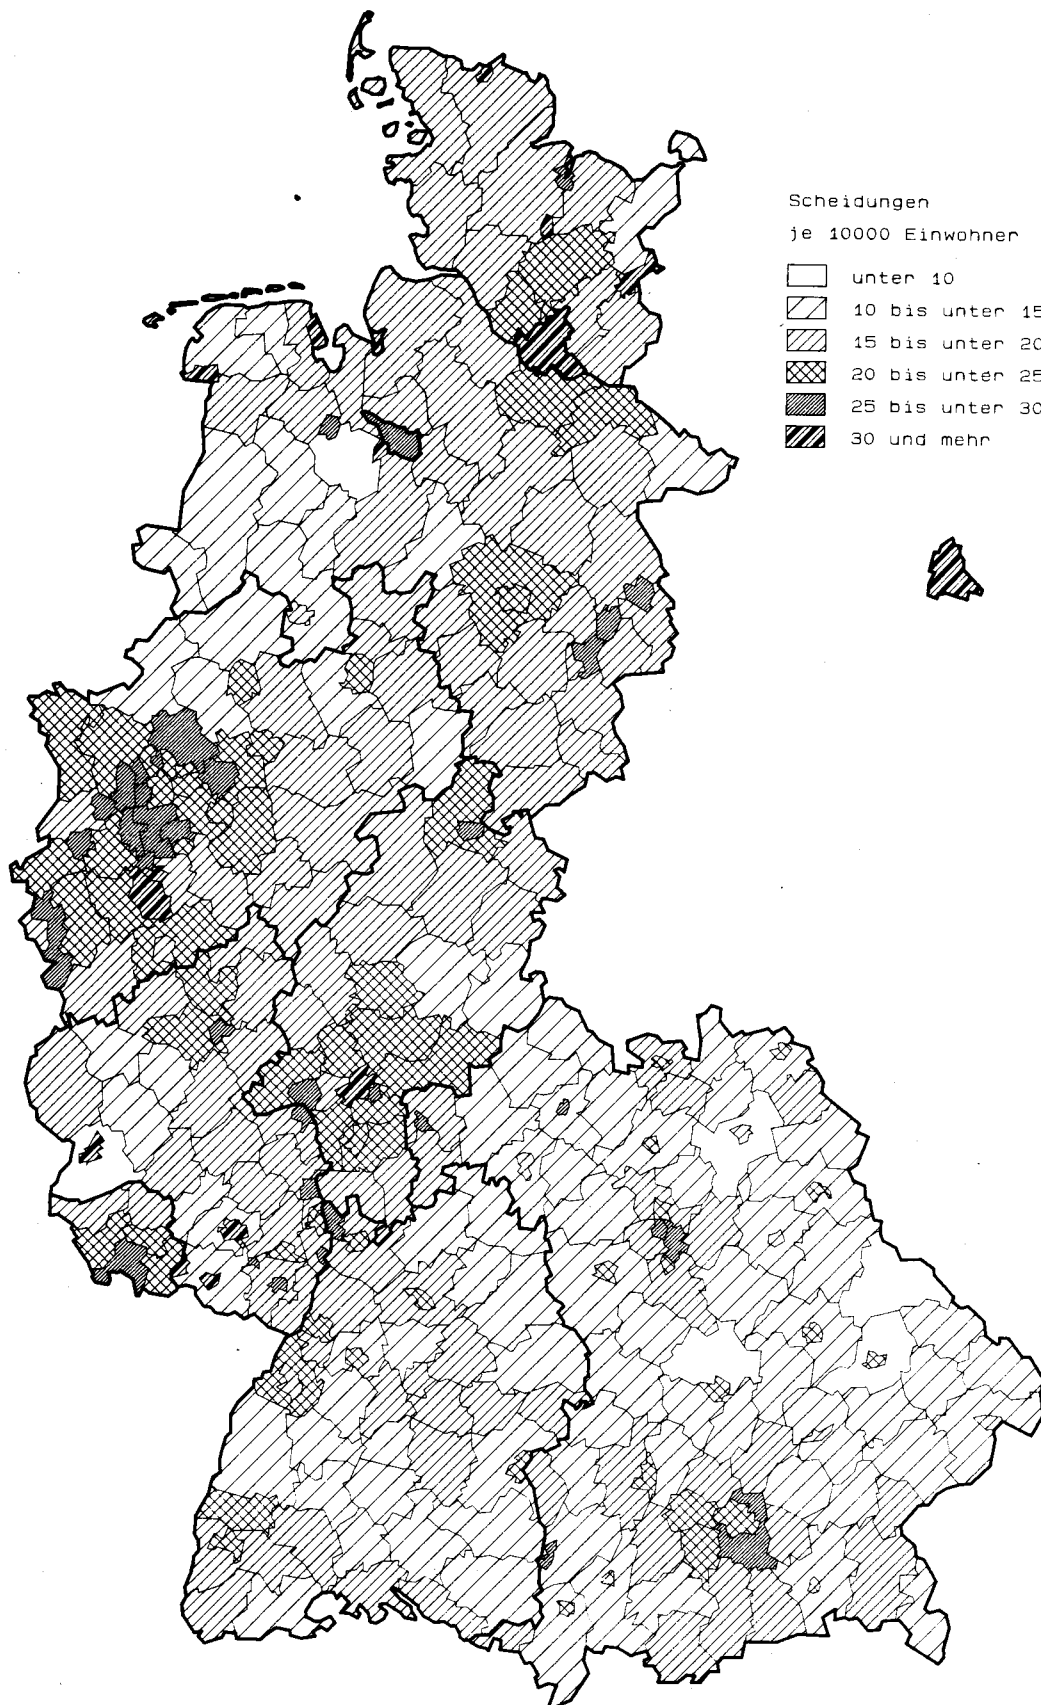 Scheidungen
je 10000 Einwohner
unter 10
10 bis unter 15
15 bis unter 20
20 bis unter 25
25 bis unter 30
30 und mehr